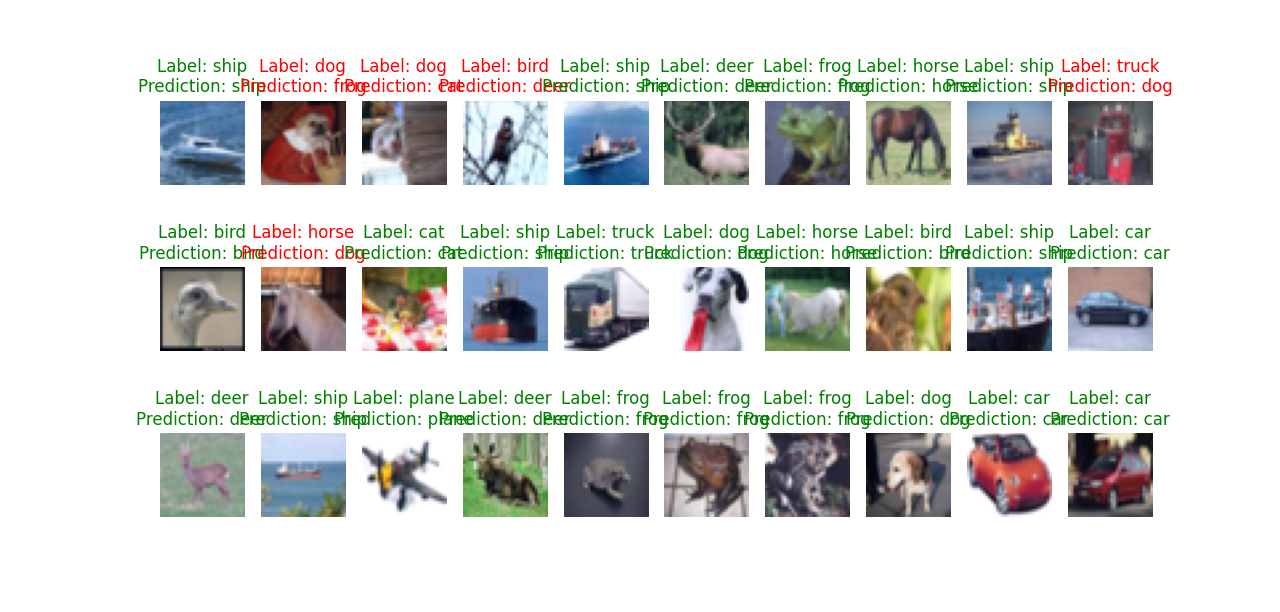 Label: ship Label: dog Label: dog Label: bird Label: ship Label: deer Label: frog Label: horse Label: ship Label: truck
Prediction: ship Prediction: frog Prediction: cat Prediction: deer Prediction: ship Prediction: deer Prediction: frog Prediction: horse Prediction: ship Prediction: dog
Label: bird Label: horse Label: cat Label: ship Label: truck Label: dog Label: horse Label: bird Label: ship Label: car
Prediction: bird Prediction: dog Prediction: cat Prediction: ship Prediction: truck Prediction: dog Prediction: horse Prediction: bird Prediction: ship Prediction: car
Label: deer Label: ship Label: plane Label: deer Label: frog Label: frog Label: frog Label: dog Label: car Label: car
Prediction: deer Prediction: ship Prediction: plane Prediction: deer Prediction: frog Prediction: frog Prediction: frog Prediction: dog Prediction: car Prediction: car